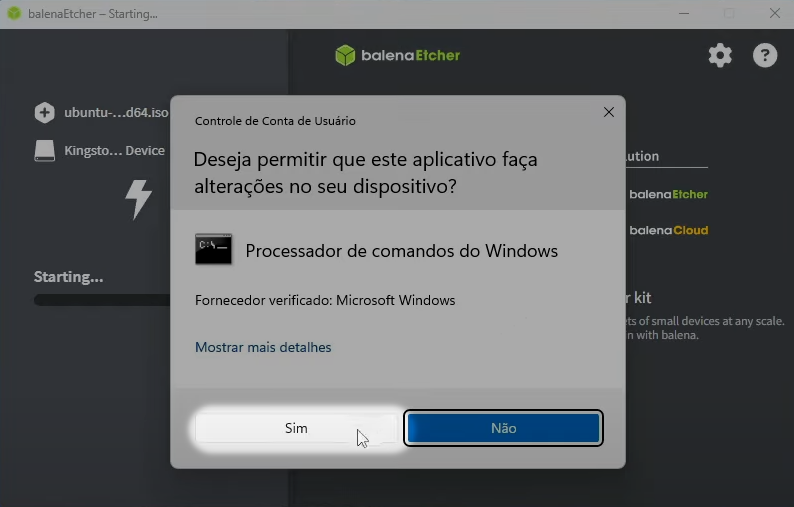 balenaEtcher – Starting...
balenaEtcher
ubuntu-...d64.iso
Kingsto... Device
Starting...
Controle de Conta de Usuário
Deseja permitir que este aplicativo faça
alterações no seu dispositivo?
C:\
Processador de comandos do Windows
Fornecedor verificado: Microsoft Windows
Mostrar mais detalhes
Sim
Não
balenaEtcher
balenaCloud
kit
of small devices at any scale.
with balena.